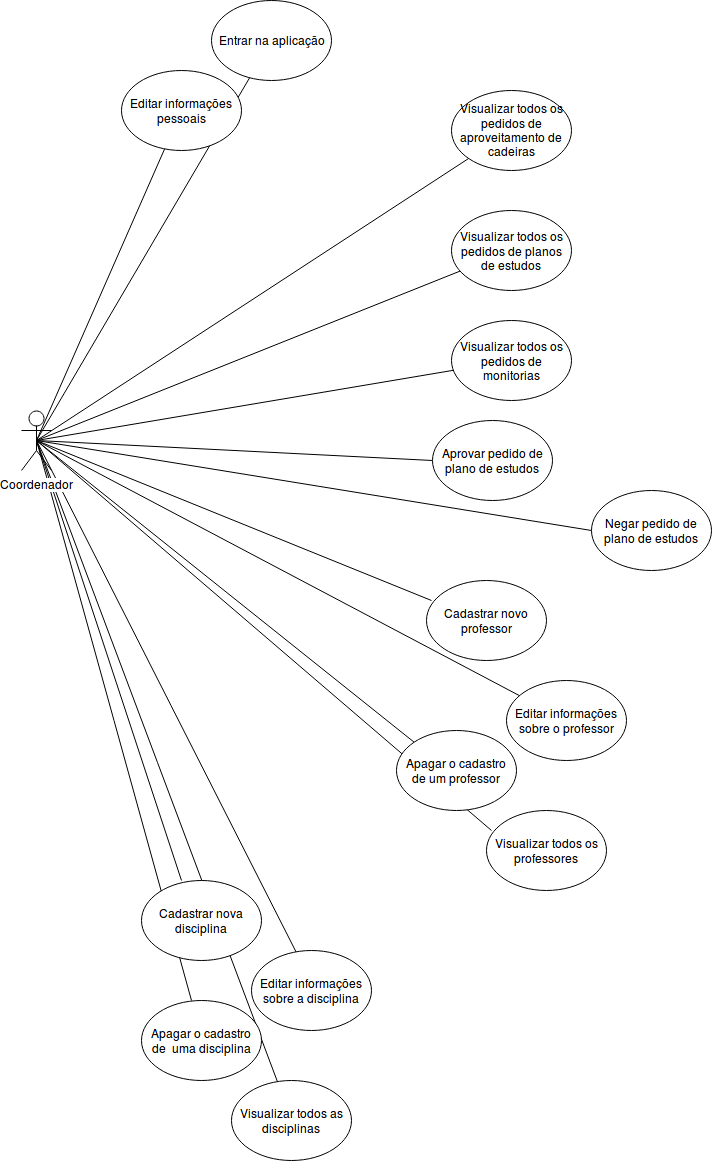 Entrar na aplicação
Editar informações
pessoais
Visualizar todos os
pedidos de
aproveitamento de
cadeiras
Visualizar todos os
pedidos de planos
de estudos
Visualizar todos os
pedidos de
monitorias
Aprovar pedido de
plano de estudos
Coordenador
Negar pedido de
plano de estudos
Cadastrar novo
professor
Editar informações
sobre o professor
Apagar o cadastro
de um professor
Visualizar todos os
professores
Cadastrar nova
disciplina
Editar informações
sobre a disciplina
Apagar o cadastro
de uma disciplina
Visualizar todos as
disciplinas